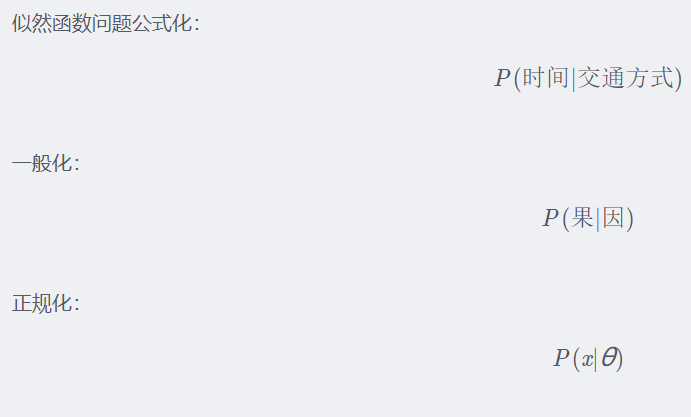 似然函数问题公式化：
P(时间|交通方式)
一般化：
P(果|因)
正规化：
P(x|θ)